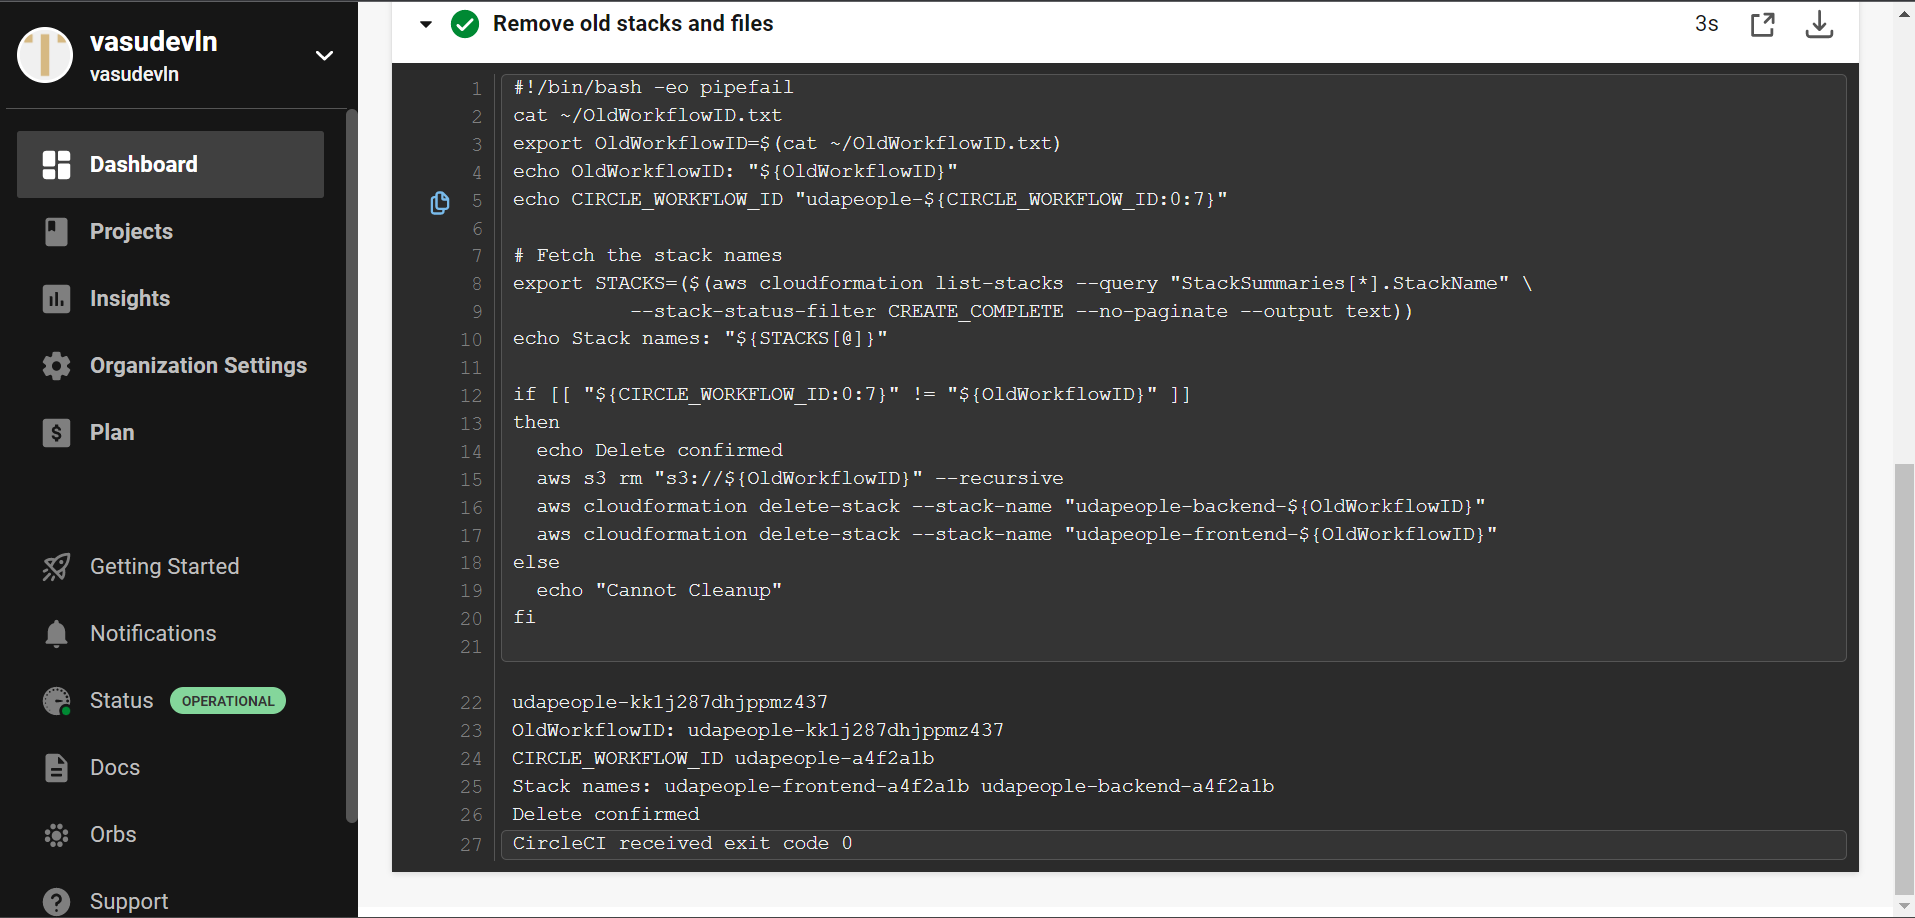 vasudevln
vasudevln
Dashboard
Projects
Insights
Organization Settings
Plan
Getting Started
Notifications
Status OPERATIONAL
Docs
Orbs
Support
Remove old stacks and files 3s
1 #!/bin/bash -eo pipefail
2 cat ~/OldWorkflowID.txt
3 export OldWorkflowID=$(cat ~/OldWorkflowID.txt)
4 echo OldWorkflowID: "${OldWorkflowID}"
5 echo CIRCLE_WORKFLOW_ID "udapeople-${CIRCLE_WORKFLOW_ID:0:7}"
6
7 # Fetch the stack names
8 export STACKS=($(aws cloudformation list-stacks --query "StackSummaries[*].StackName" \
9 --stack-status-filter CREATE_COMPLETE --no-paginate --output text))
10 echo Stack names: "${STACKS[@]}"
11
12 if [[ "${CIRCLE_WORKFLOW_ID:0:7}" != "${OldWorkflowID}" ]]
13 then
14 echo Delete confirmed
15 aws s3 rm "s3://${OldWorkflowID}" --recursive
16 aws cloudformation delete-stack --stack-name "udapeople-backend-${OldWorkflowID}"
17 aws cloudformation delete-stack --stack-name "udapeople-frontend-${OldWorkflowID}"
18 else
19 echo "Cannot Cleanup"
20 fi
21
22 udapeople-kk1j287dhjppmz437
23 OldWorkflowID: udapeople-kk1j287dhjppmz437
24 CIRCLE_WORKFLOW_ID udapeople-a4f2a1b
25 Stack names: udapeople-frontend-a4f2a1b udapeople-backend-a4f2a1b
26 Delete confirmed
27 CircleCI received exit code 0